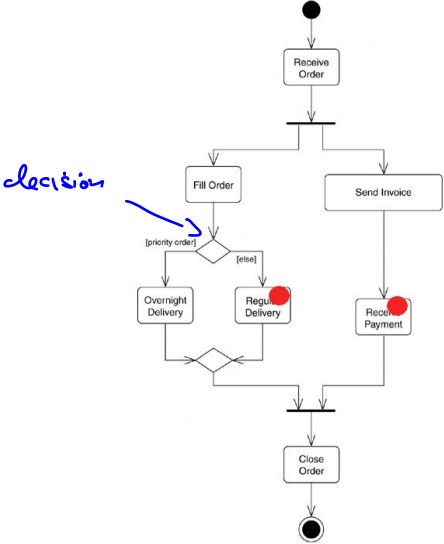 Receive
Order
decision
Fill Order
Send Invoice
[priority order]
[else]
Overnight
Delivery
Delivery
Payment
Close
Order